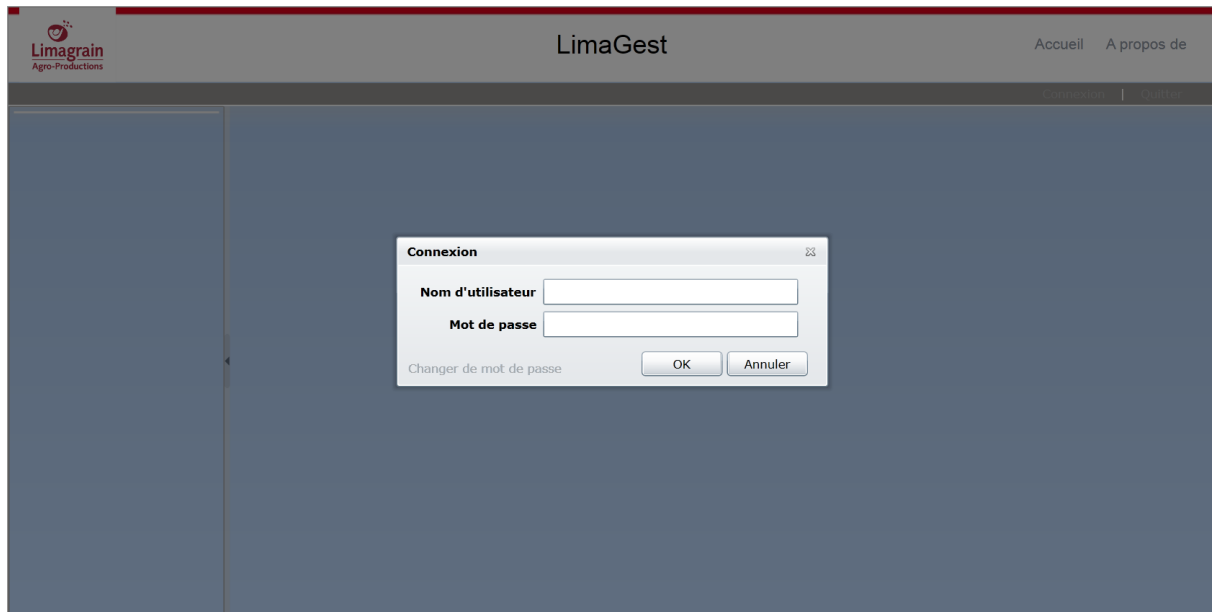 Limagrain
Agro-Productions
LimaGest
Accueil A propos de
Connexion | Quitter
Connexion
Nom d'utilisateur
Mot de passe
Changer de mot de passe
OK
Annuler